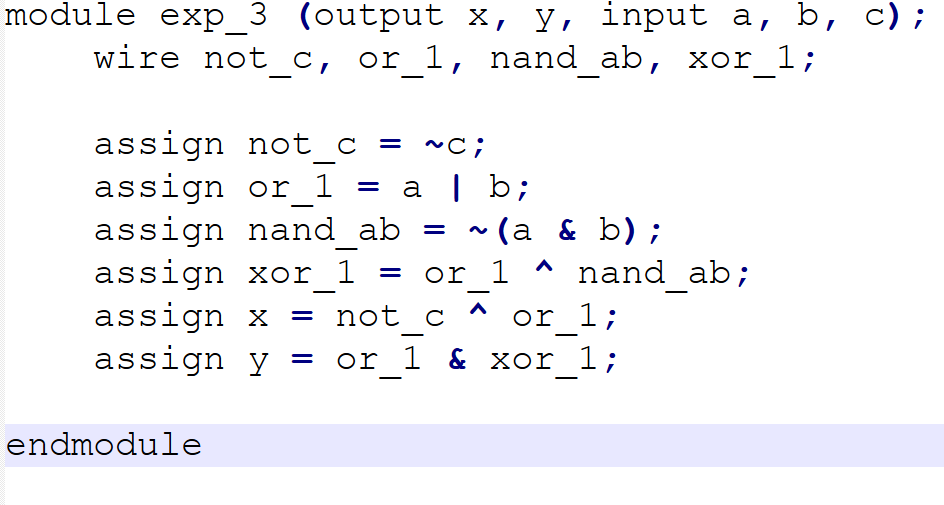 module exp_3 (output x, y, input a, b, c);
wire not_c, or_1, nand_ab, xor_1;
assign not_c = ~c;
assign or_1 = a | b;
assign nand_ab = ~(a & b);
assign xor_1 = or_1 ^ nand_ab;
assign x = not_c ^ or_1;
assign y = or_1 & xor_1;
endmodule